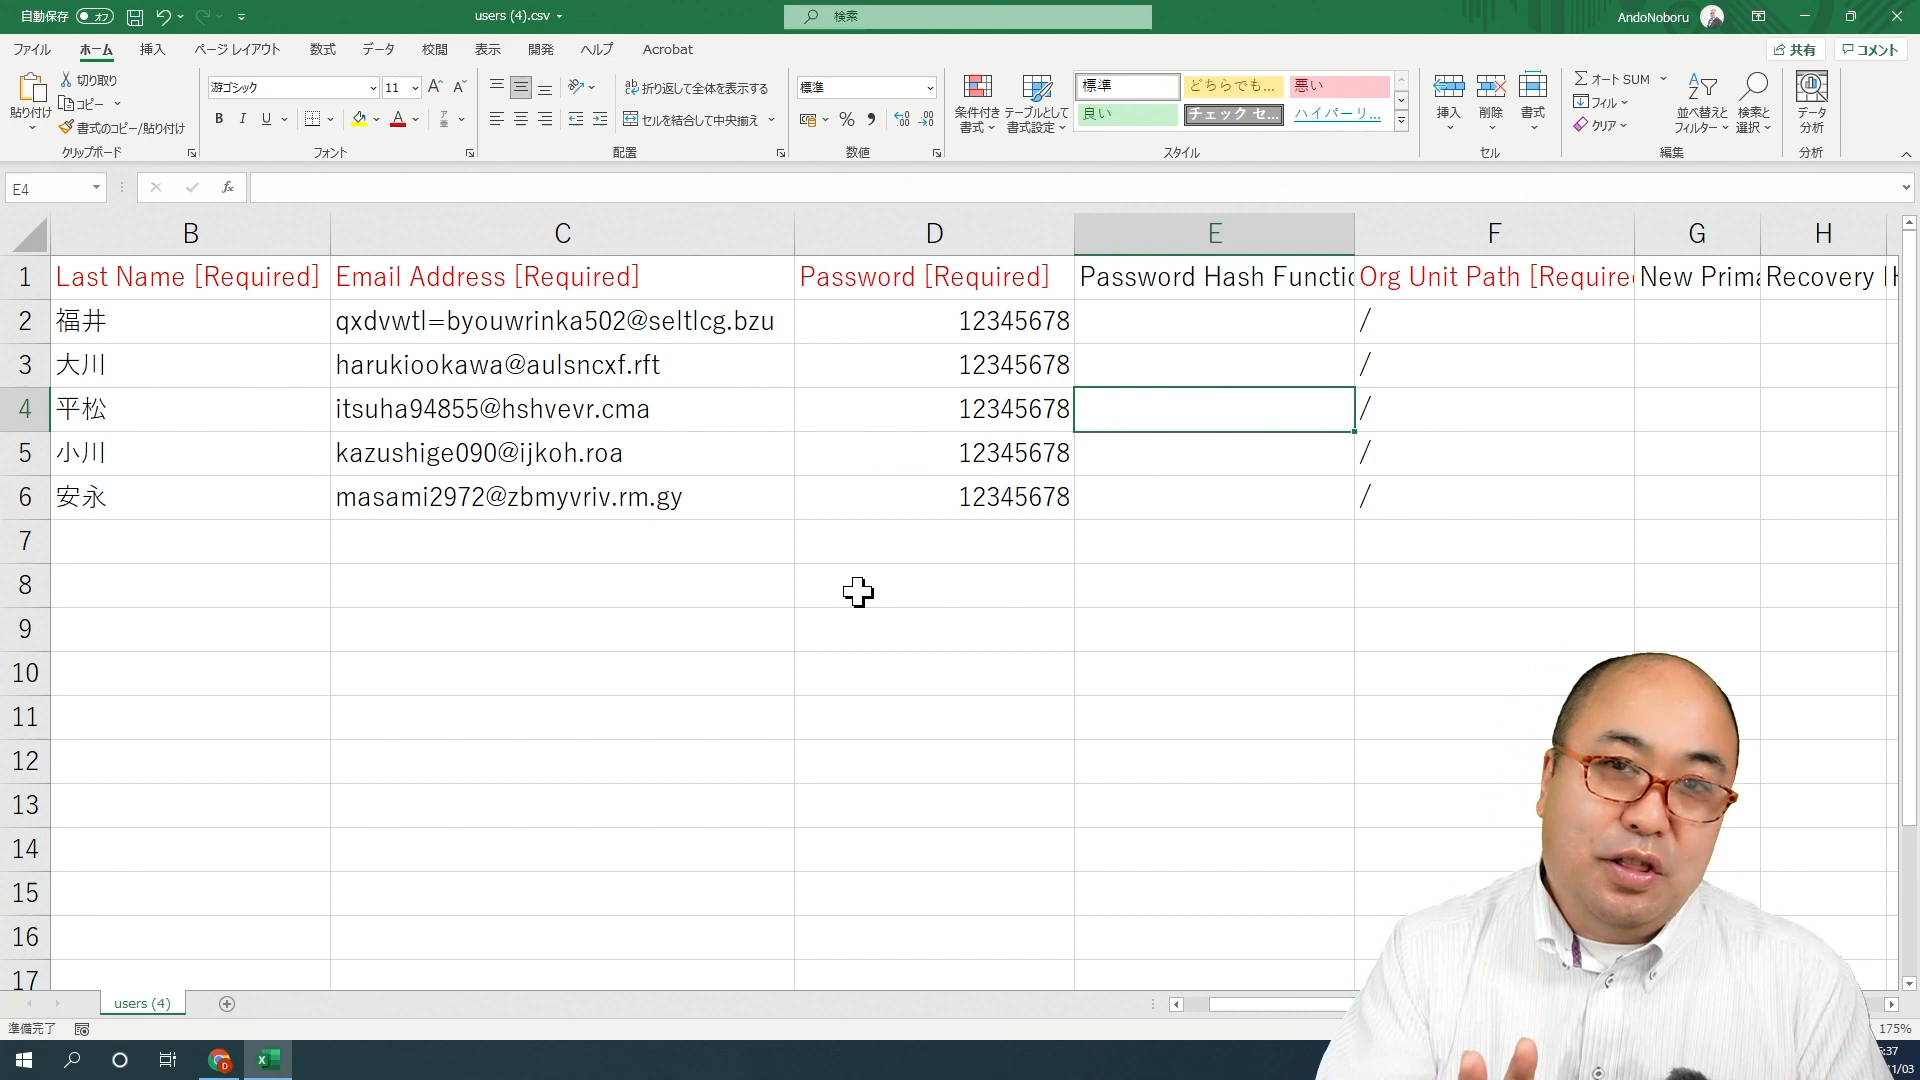 自動保存 オフ users (4).csv 検索 AndoNoboru
ファイル ホーム 挿入 ページ レイアウト 数式 データ 校閲 表示 開発 ヘルプ Acrobat 共有 コメント
貼り付け 切り取り コピー 書式のコピー/貼り付け
游ゴシック 11
B I U A
折り返して全体を表示する
セルを結合して中央揃え
標準
% 9
条件付き 書式 テーブルとして 書式設定
標準 どちらでも... 悪い
良い チェック セ... ハイパーリ...
挿入 削除 書式
オート SUM
フィル
クリア
並べ替えと フィルター 検索と 選択
データ 分析
クリップボード フォント 配置 数値 スタイル セル 編集 分析
E4 fx
B C D E F G H
1 Last Name [Required] Email Address [Required] Password [Required] Password Hash Functio Org Unit Path [Require New Prima Recovery
2 福井 qxdvwtl=byouwrinka502@seltlcg.bzu 12345678 /
3 大川 harukiookawa@aulsncxf.rft 12345678 /
4 平松 itsuha94855@hshvevr.cma 12345678 /
5 小川 kazushige090@ijkoh.roa 12345678 /
6 安永 masami2972@zbmyvriv.rm.gy 12345678 /
7
8
9
10
11
12
13
14
15
16
17
users (4)
準備完了 175%
:37
1/03